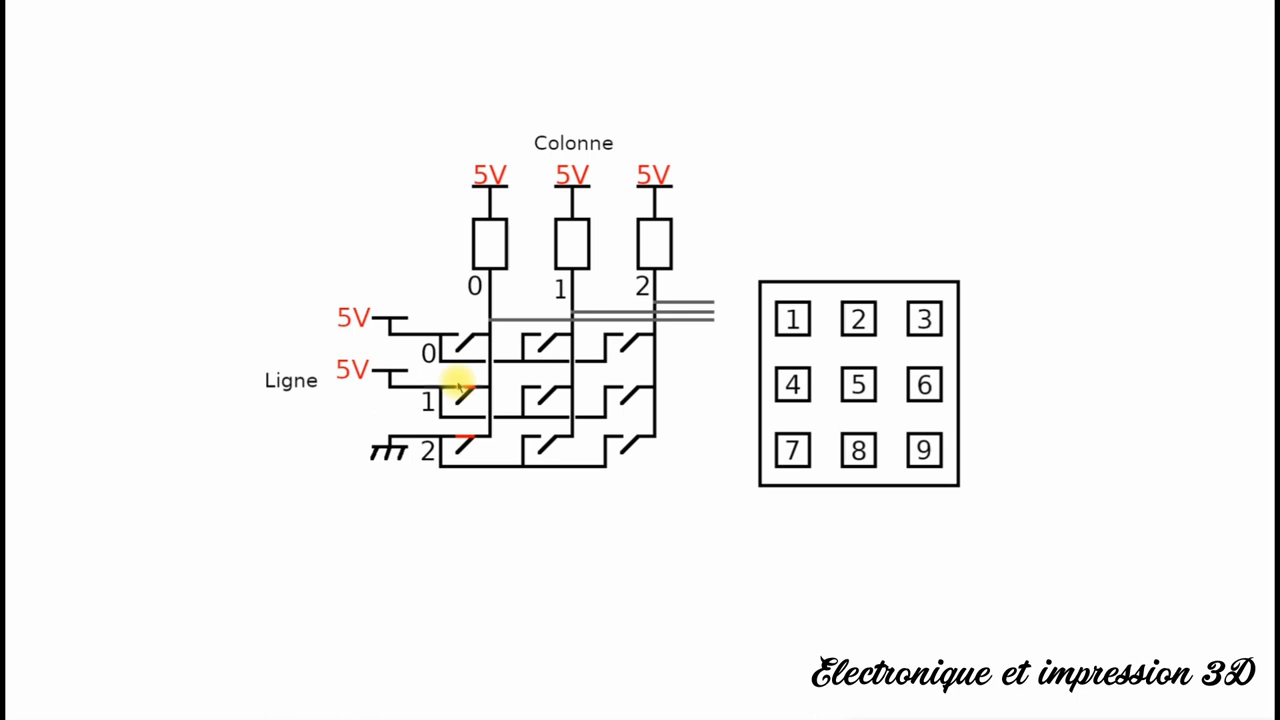 Colonne
5V 5V 5V
0 1 2
5V
0
5V
Ligne
1
2
1 2 3
4 5 6
7 8 9
Electronique et impression 3D